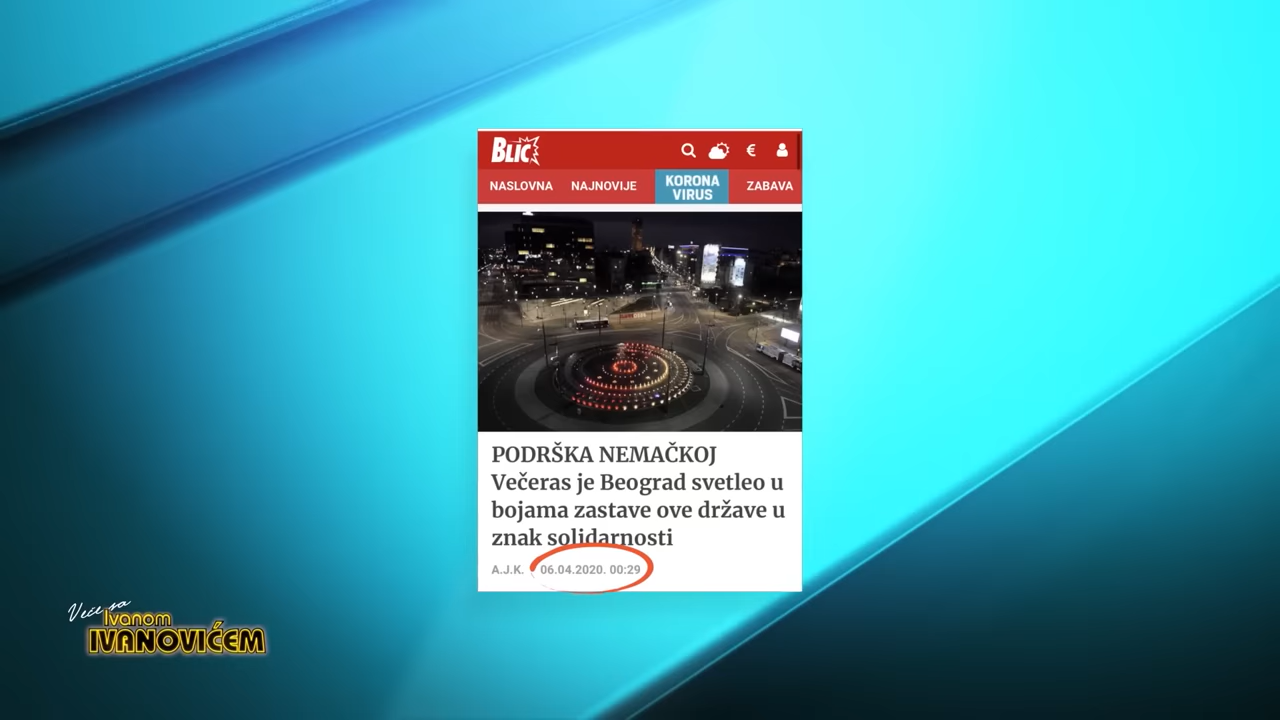 BLIC
€
NASLOVNA NAJNOVIJE KORONA VIRUS ZABAVA
PODRŠKA NEMAČKOJ
Večeras je Beograd svetleo u
bojama zastave ove države u
znak solidarnosti
A.J.K. 06.04.2020. 00:29
Veče sa
Ivanom
IVANOVIĆEM